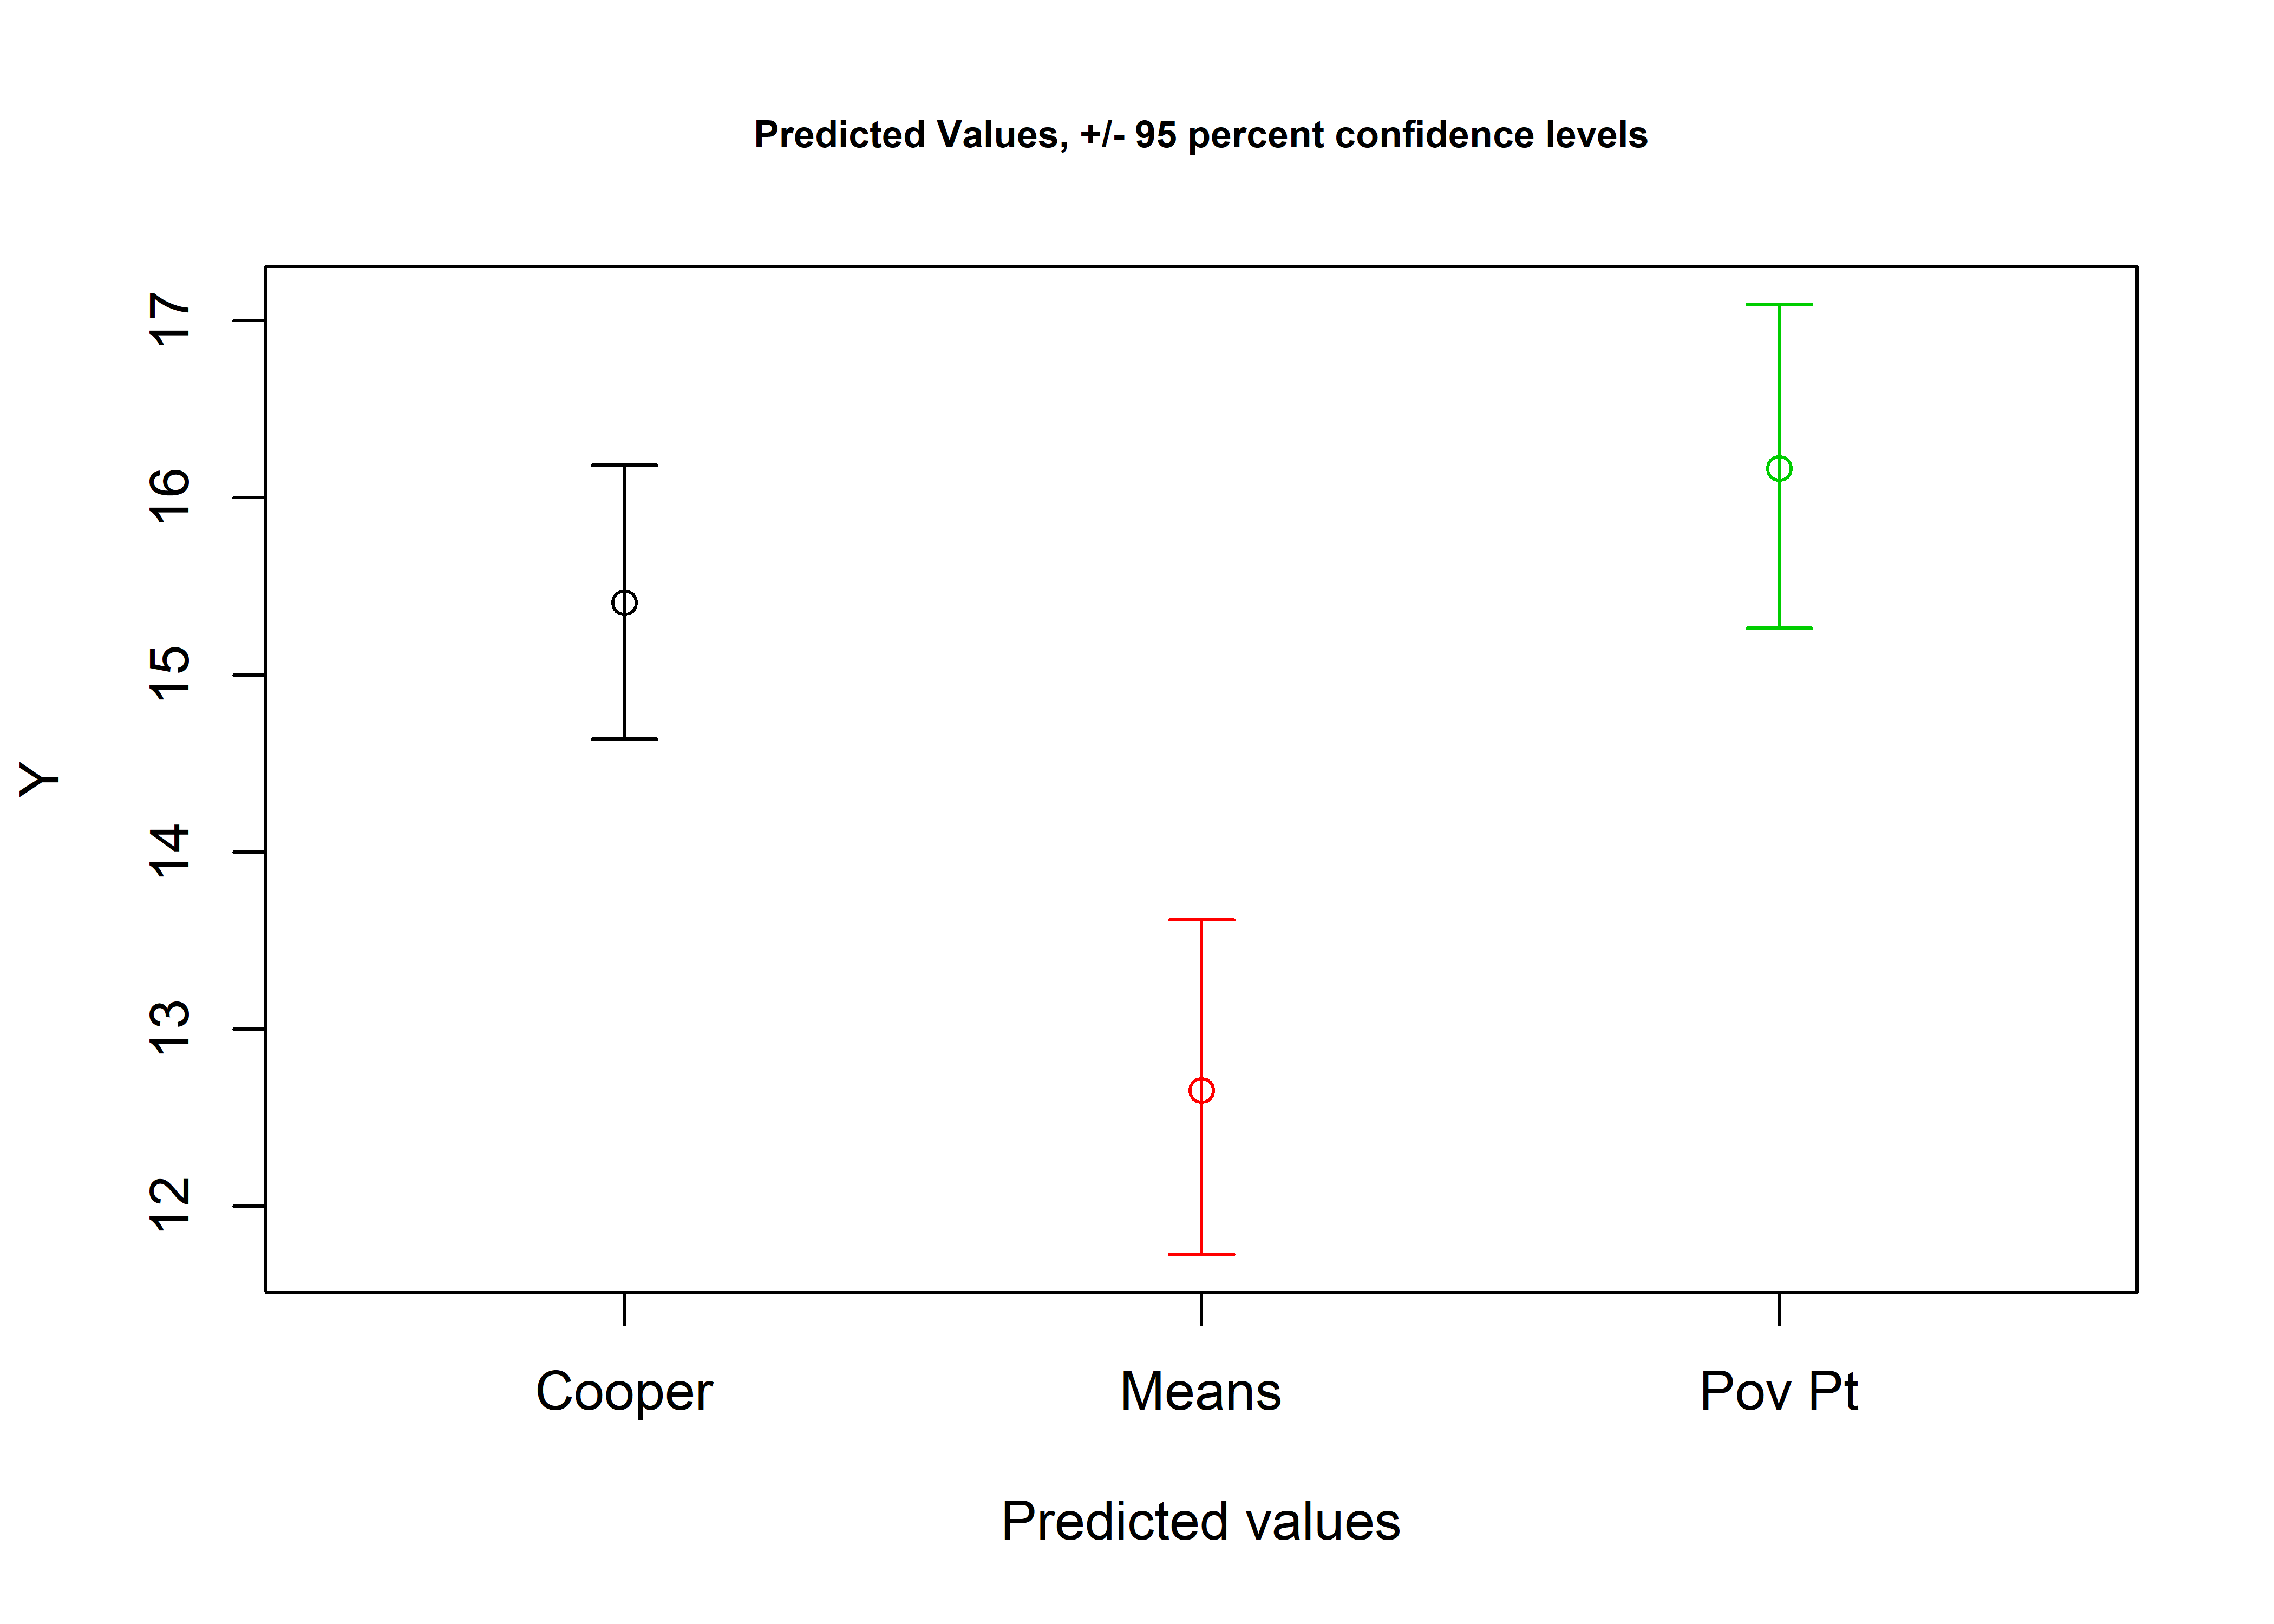 Predicted Values, +/- 95 percent confidence levels
17
16
15
14
13
12
Y
Cooper Means Pov Pt
Predicted values